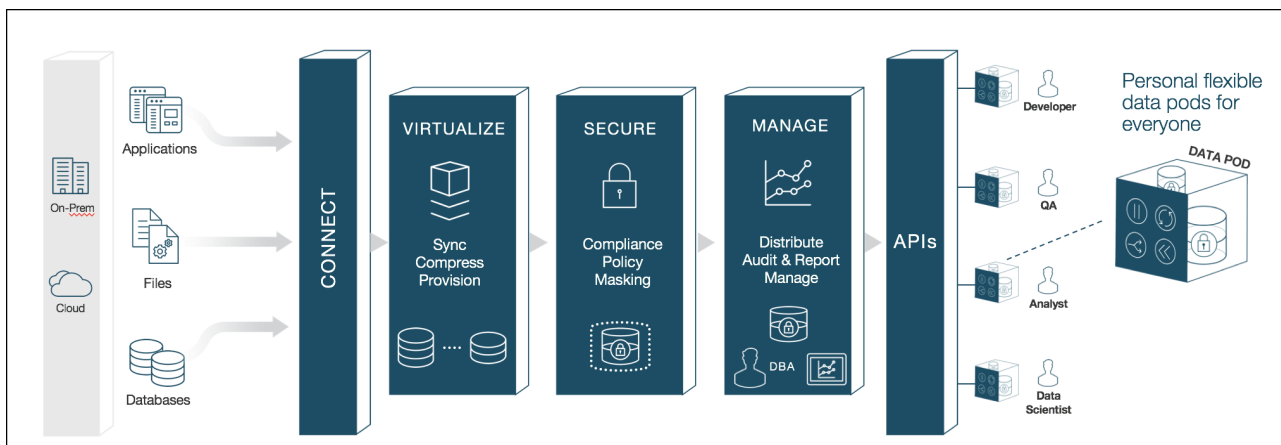 On-Prem
Cloud
Applications
Files
Databases
CONNECT
VIRTUALIZE
Sync
Compress
Provision
SECURE
Compliance
Policy
Masking
MANAGE
Distribute
Audit & Report
Manage
DBA
APIs
Developer
QA
Analyst
Data
Scientist
Personal flexible
data pods for
everyone
DATA POD